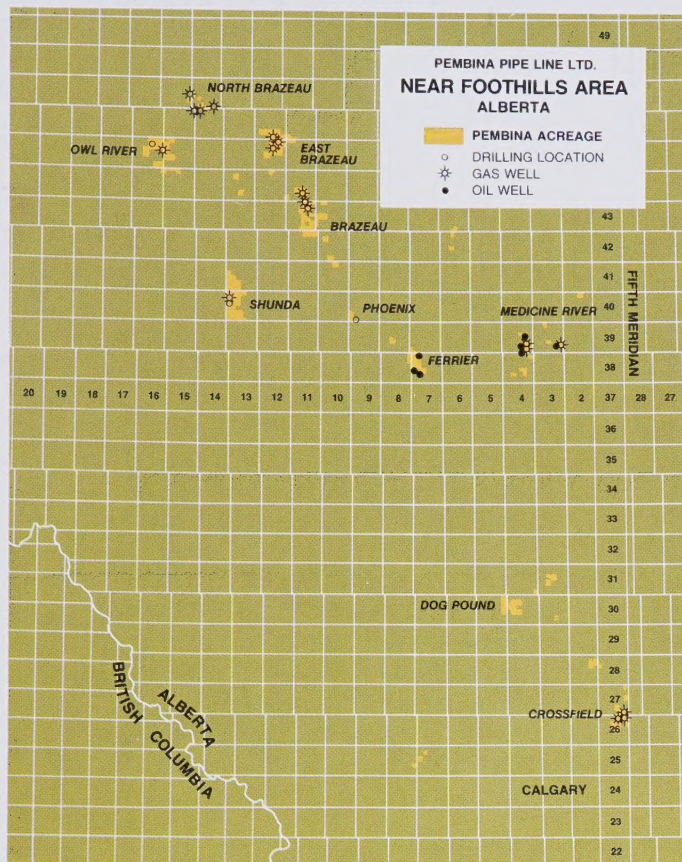 49
PEMBINA PIPE LINE LTD.
NEAR FOOTHILLS AREA
ALBERTA
PEMBINA ACREAGE
DRILLING LOCATION
GAS WELL
OIL WELL
NORTH BRAZEAU
OWL RIVER
EAST
BRAZEAU
43
BRAZEAU
42
41
SHUNDA
PHOENIX
MEDICINE RIVER
40
FIFTH MERIDIAN
39
FERRIER
38
20 19 18 17 16 15 14 13 12 11 10 9 8 7 6 5 4 3 2 1 37 28 27
36
35
34
33
32
31
DOG POUND
30
29
28
27
CROSSFIELD
26
ALBERTA
BRITISH COLUMBIA
25
CALGARY
24
23
22